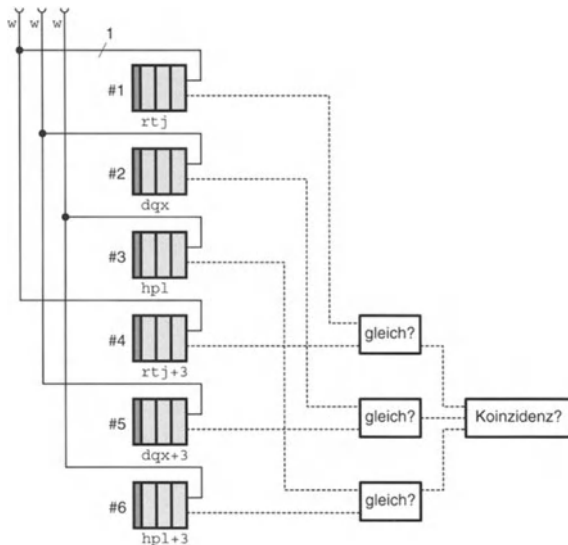 w w w
1
#1
rtj
#2
dqx
#3
hpl
gleich?
#4
rtj+3
gleich?
Koinzidenz?
#5
dqx+3
gleich?
#6
hpl+3